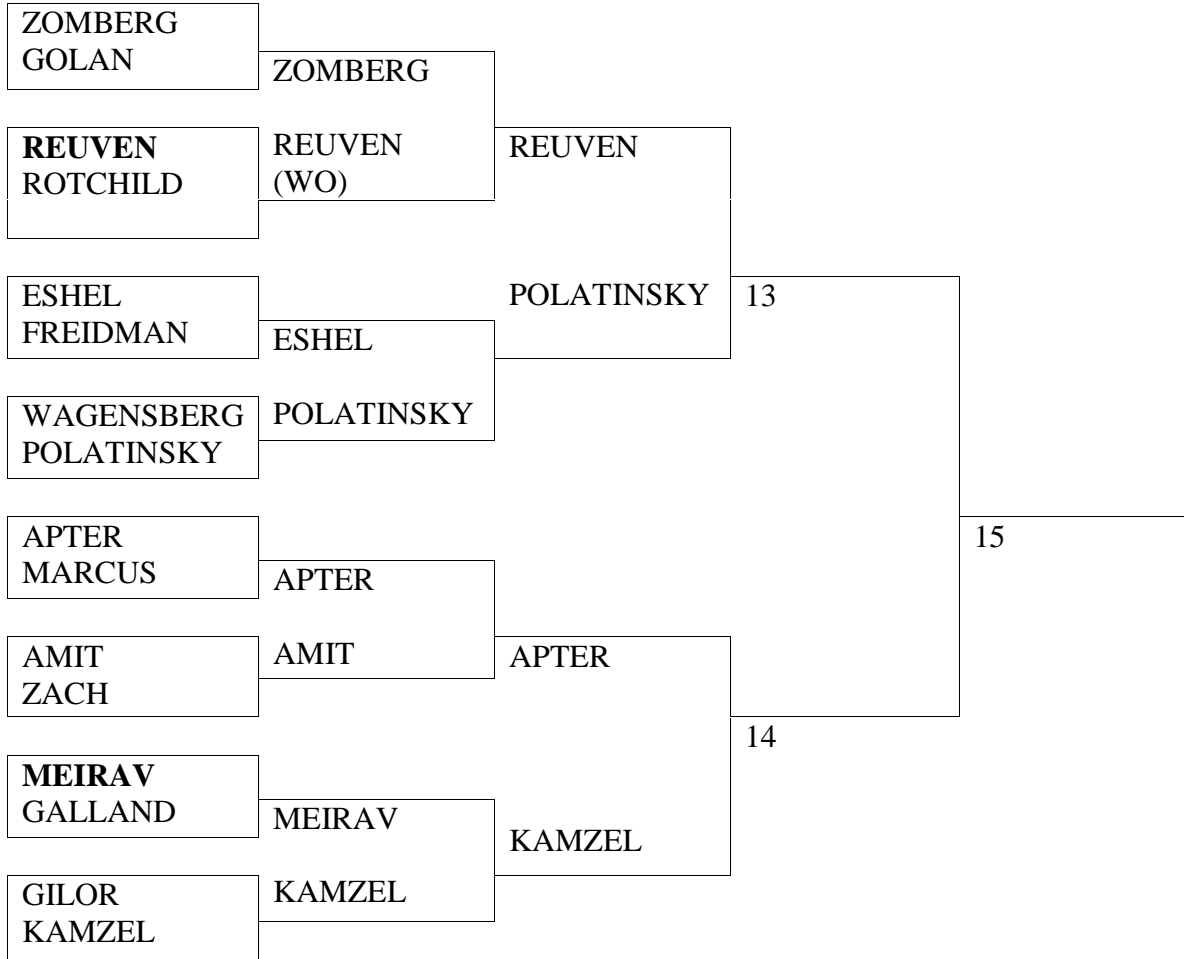 ZOMBERG
GOLAN
ZOMBERG
REUVEN
ROTCHILD
REUVEN
(WO)
REUVEN
ESHEL
FREIDMAN
ESHEL
POLATINSKY
13
WAGENSBERG
POLATINSKY
POLATINSKY
APTER
MARCUS
APTER
15
AMIT
ZACH
AMIT
APTER
14
MEIRAV
GALLAND
MEIRAV
KAMZEL
GILOR
KAMZEL
KAMZEL